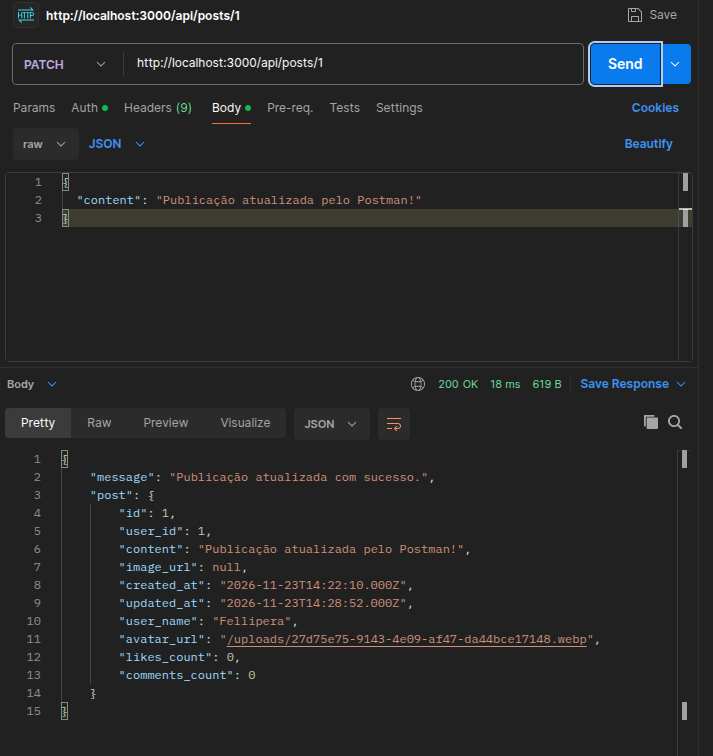 HTTP http://localhost:3000/api/posts/1 Save
PATCH http://localhost:3000/api/posts/1 Send
Params Auth Headers (9) Body Pre-req. Tests Settings Cookies
raw JSON Beautify
1 {
2 "content": "Publicação atualizada pelo Postman!"
3 }
Body 200 OK 18 ms 619 B Save Response
Pretty Raw Preview Visualize JSON
1 {
2 "message": "Publicação atualizada com sucesso.",
3 "post": {
4 "id": 1,
5 "user_id": 1,
6 "content": "Publicação atualizada pelo Postman!",
7 "image_url": null,
8 "created_at": "2026-11-23T14:22:10.000Z",
9 "updated_at": "2026-11-23T14:28:52.000Z",
10 "user_name": "Fellipera",
11 "avatar_url": "/uploads/27d75e75-9143-4e09-af47-da44bce17148.webp",
12 "likes_count": 0,
13 "comments_count": 0
14 }
15 }